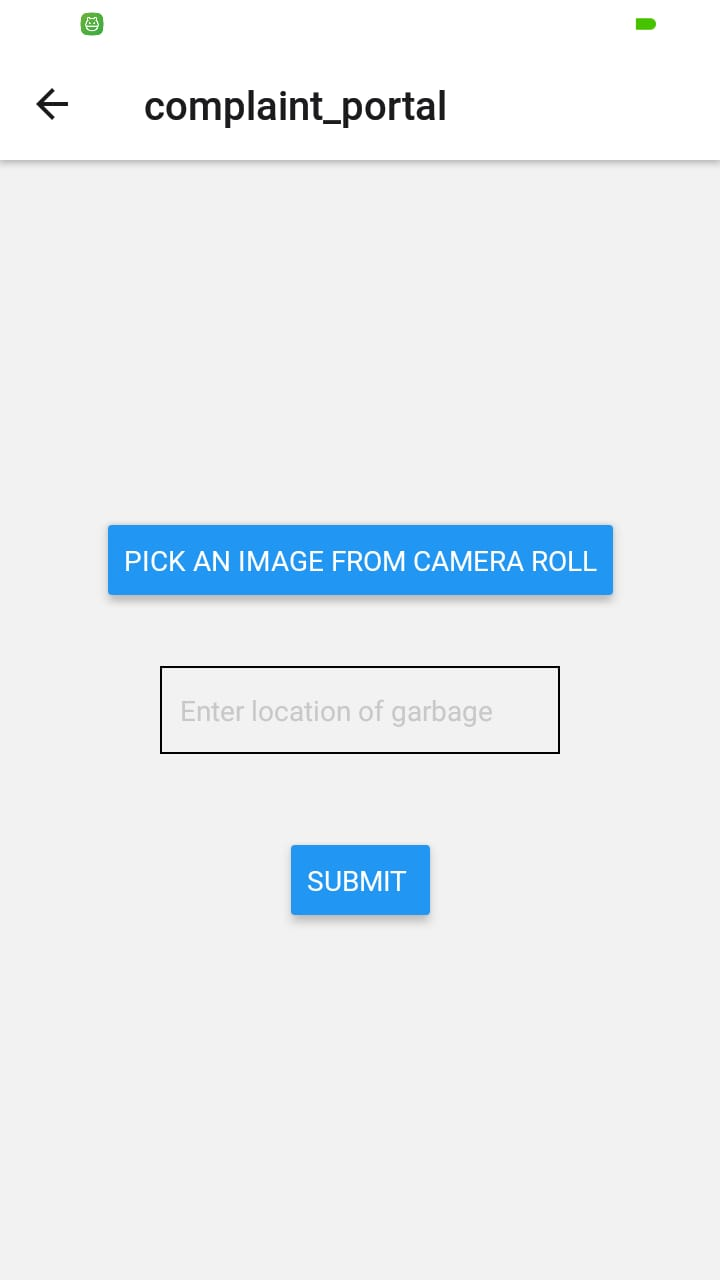 complaint_portal
PICK AN IMAGE FROM CAMERA ROLL
Enter location of garbage
SUBMIT